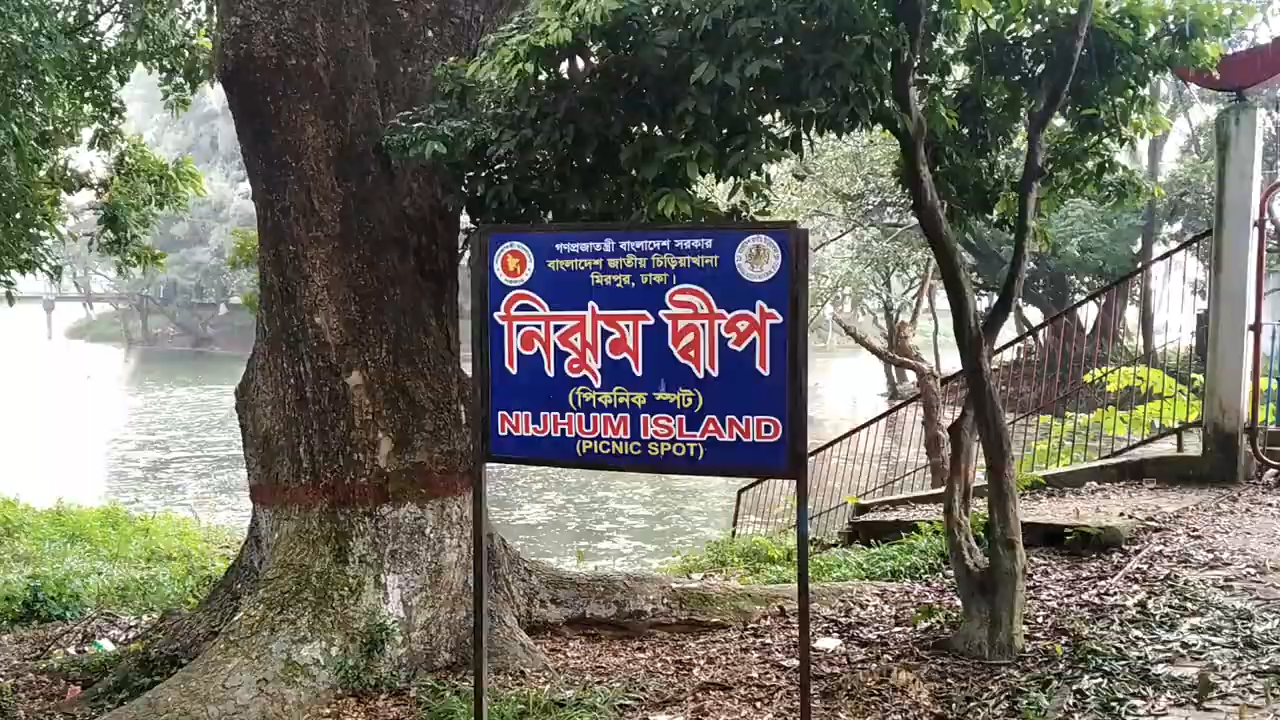 গণপ্রজাতন্ত্রী বাংলাদেশ সরকার
বাংলাদেশ জাতীয় চিড়িয়াখানা
মিরপুর, ঢাকা।
নিঝুম দ্বীপ
(পিকনিক স্পট)
NIJHUM ISLAND
(PICNIC SPOT)